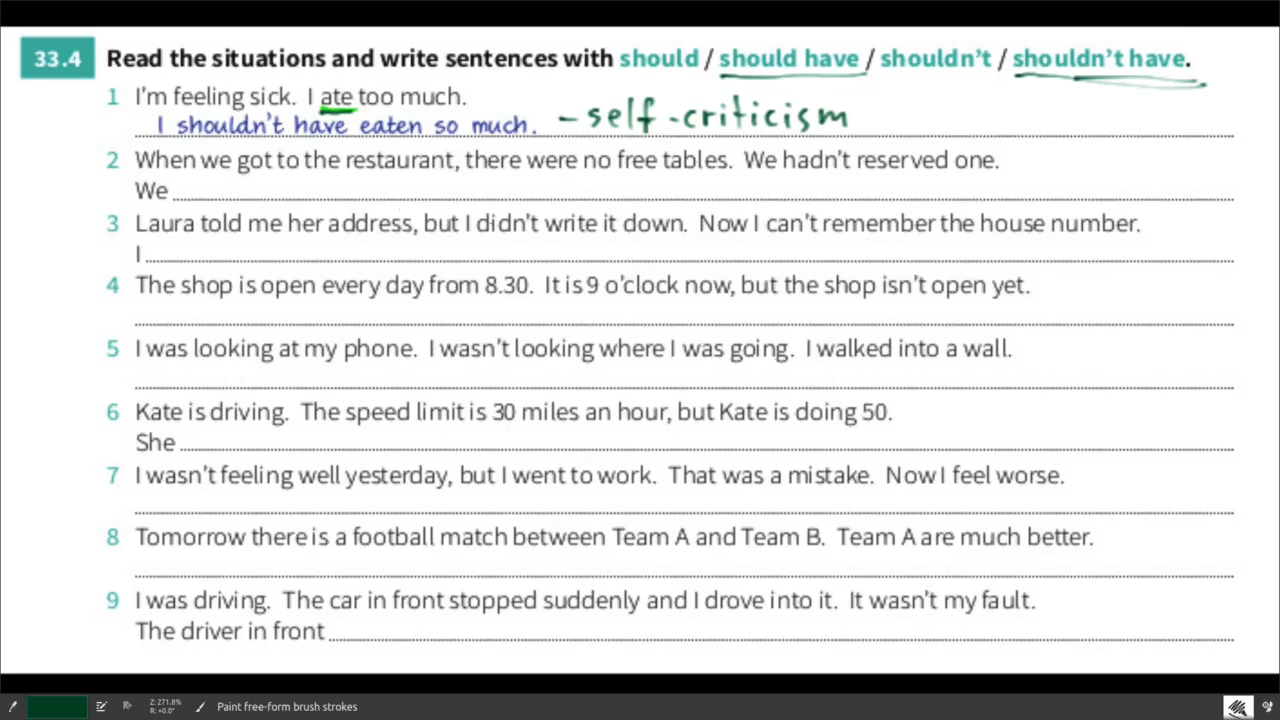 33.4 Read the situations and write sentences with should / should have / shouldn't / shouldn't have.
1 I'm feeling sick. I ate too much.
I shouldn't have eaten so much. - self-criticism
2 When we got to the restaurant, there were no free tables. We hadn't reserved one.
We
3 Laura told me her address, but I didn't write it down. Now I can't remember the house number.
I
4 The shop is open every day from 8.30. It is 9 o'clock now, but the shop isn't open yet.
5 I was looking at my phone. I wasn't looking where I was going. I walked into a wall.
6 Kate is driving. The speed limit is 30 miles an hour, but Kate is doing 50.
She
7 I wasn't feeling well yesterday, but I went to work. That was a mistake. Now I feel worse.
8 Tomorrow there is a football match between Team A and Team B. Team A are much better.
9 I was driving. The car in front stopped suddenly and I drove into it. It wasn't my fault.
The driver in front
Z: 271.8%
R: +0.0°
Paint free-form brush strokes